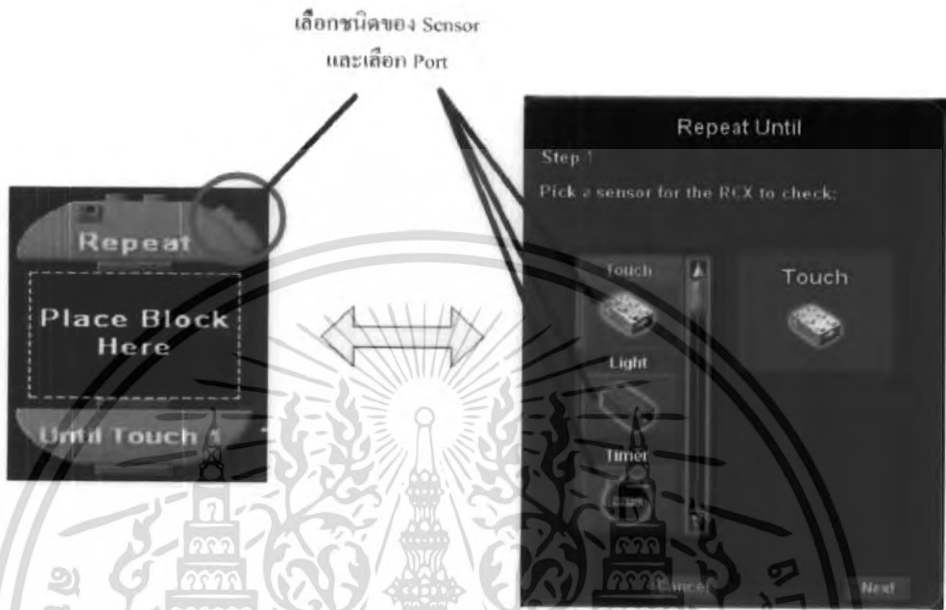 เลือกชนิดของ Sensor
และเลือก Port
Repeat
Place Block
Here
Until Touch 1
Repeat Until
Step 1
Pick a sensor for the RCX to check:
Touch
Light
Timer
Touch
Cancel
Next